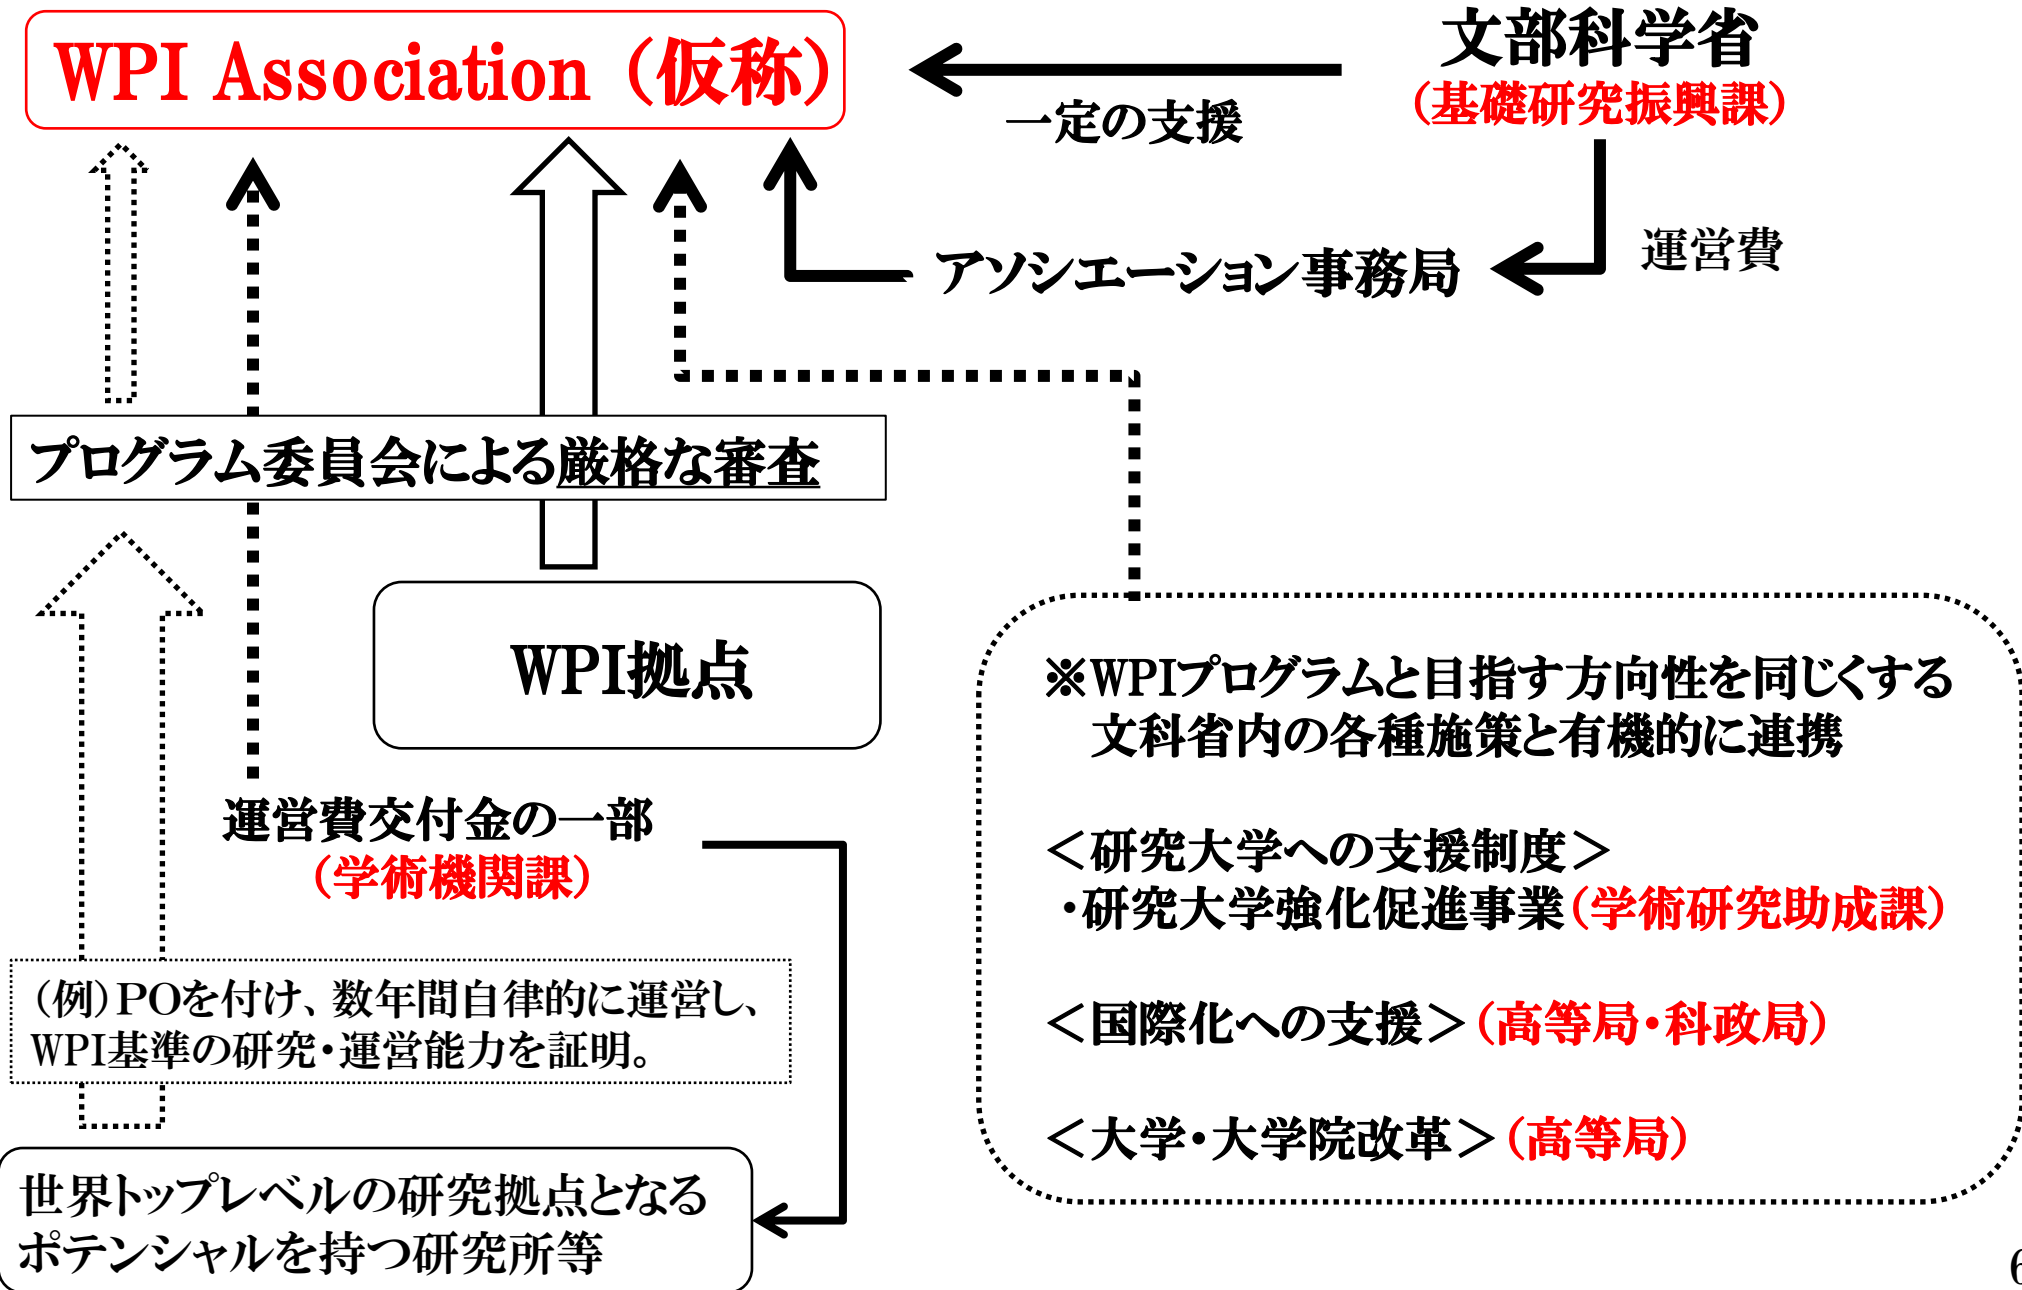 WPI Association（仮称）
文部科学省
（基礎研究振興課）
一定の支援
運営費
アソシエーション事務局
プログラム委員会による厳格な審査
WPI拠点
※WPIプログラムと目指す方向性を同じくする
文科省内の各種施策と有機的に連携
＜研究大学への支援制度＞
・研究大学強化促進事業（学術研究助成課）
＜国際化への支援＞（高等局・科政局）
＜大学・大学院改革＞（高等局）
運営費交付金の一部
（学術機関課）
（例）POを付け、数年間自律的に運営し、
WPI基準の研究・運営能力を証明。
世界トップレベルの研究拠点となる
ポテンシャルを持つ研究所等
6